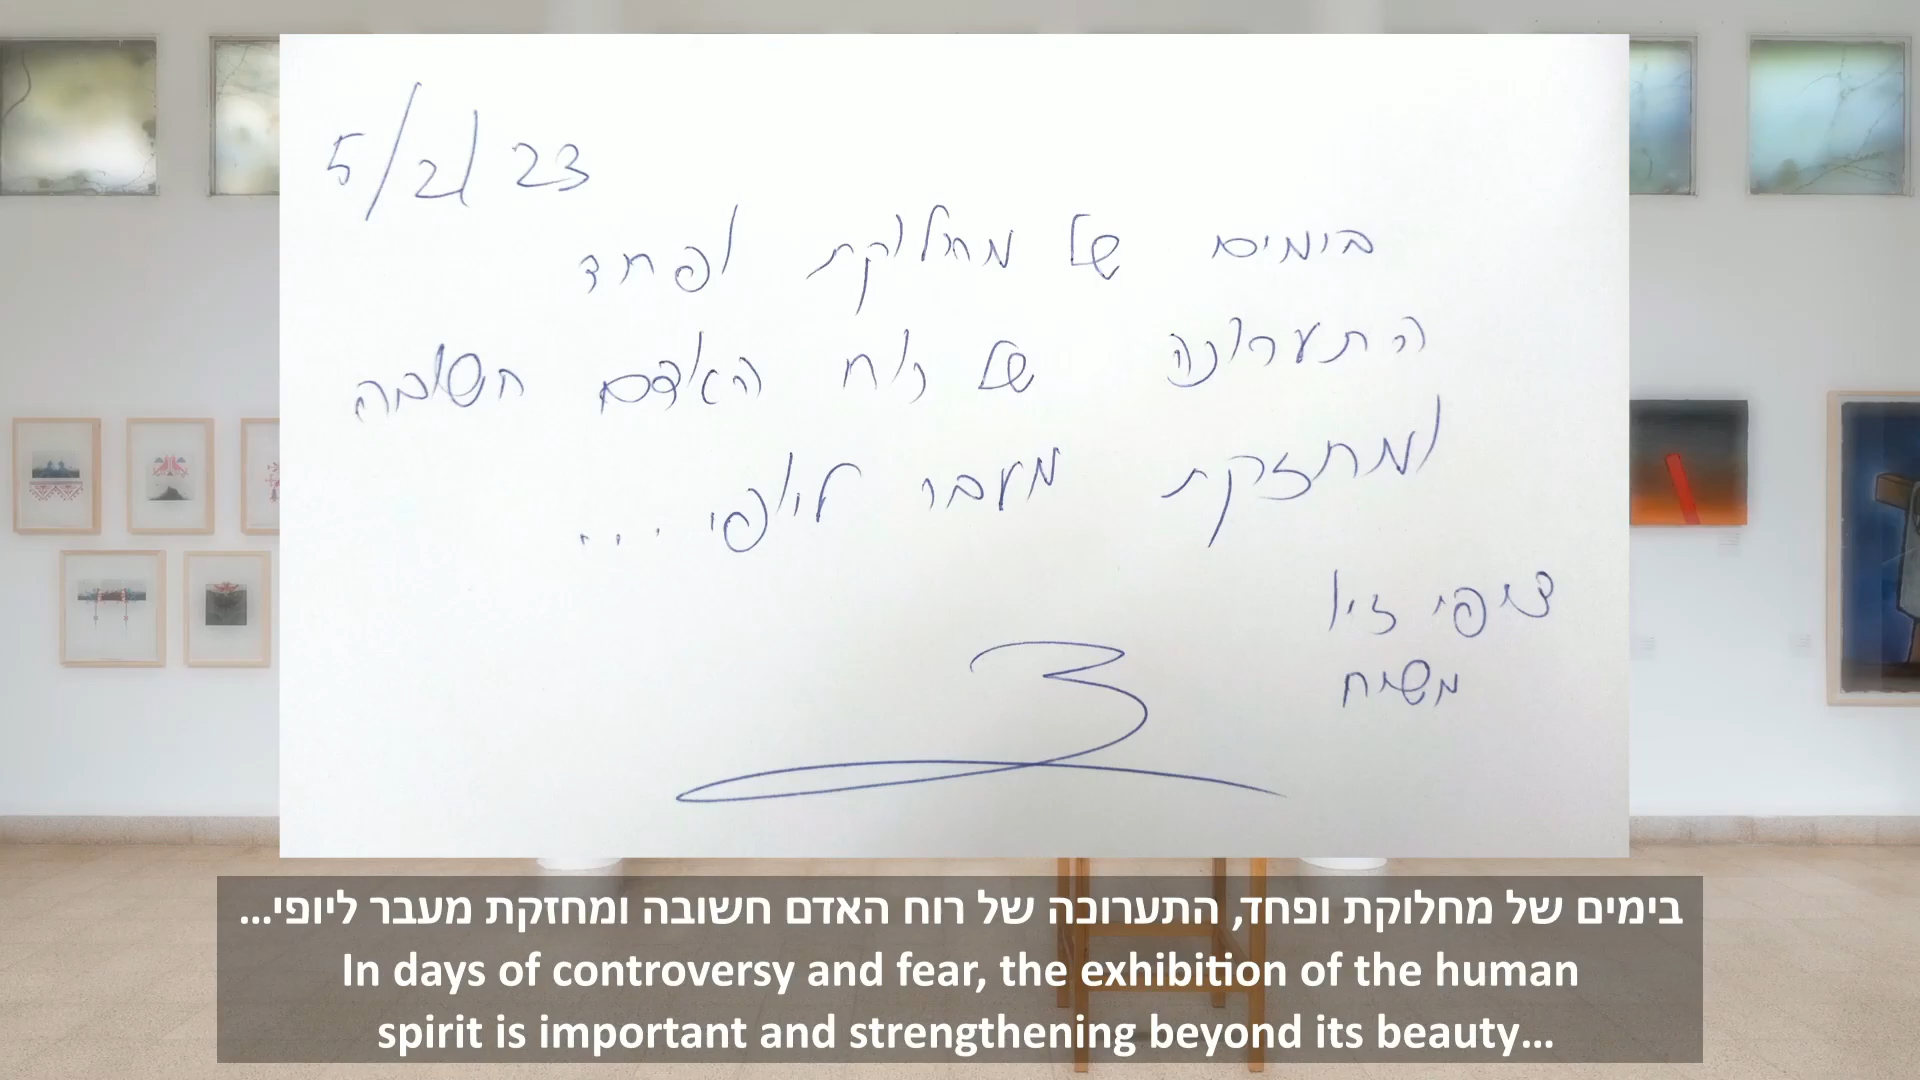 5/2/23
בימים של מחלוקת ופחד
התערוכה של רוח האדם חשובה
ומחזקת מעבר ליופי ...
ציפי זיו
משיח
בימים של מחלוקת ופחד, התערוכה של רוח האדם חשובה ומחזקת מעבר ליופי...
In days of controversy and fear, the exhibition of the human
spirit is important and strengthening beyond its beauty...